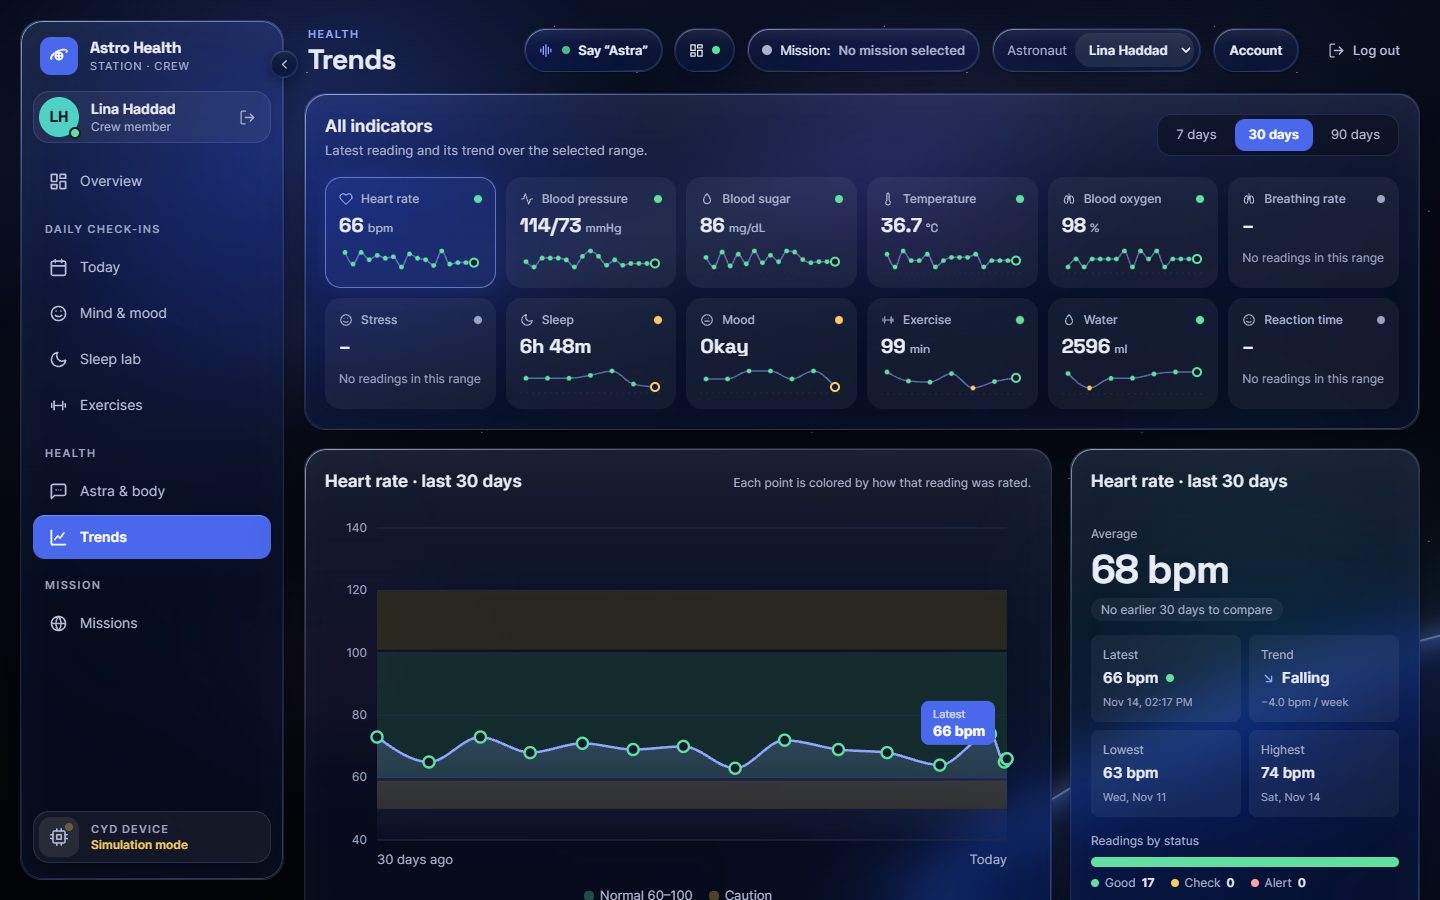 Astro Health
STATION · CREW
LH
Lina Haddad
Crew member
Overview
DAILY CHECK-INS
Today
Mind & mood
Sleep lab
Exercises
HEALTH
Astra & body
Trends
MISSION
Missions
CYD DEVICE
Simulation mode
HEALTH
Trends
Say “Astra”
Mission: No mission selected
Astronaut Lina Haddad
Account
Log out
All indicators
Latest reading and its trend over the selected range.
7 days 30 days 90 days
Heart rate
66 bpm
Blood pressure
114/73 mmHg
Blood sugar
86 mg/dL
Temperature
36.7 °C
Blood oxygen
98 %
Breathing rate
–
No readings in this range
Stress
–
No readings in this range
Sleep
6h 48m
Mood
Okay
Exercise
99 min
Water
2596 ml
Reaction time
–
No readings in this range
Heart rate · last 30 days
Each point is colored by how that reading was rated.
140
120
100
80
60
40
Latest
66 bpm
30 days ago
Today
Normal 60–100
Caution
Heart rate · last 30 days
Average
68 bpm
No earlier 30 days to compare
Latest
66 bpm
Nov 14, 02:17 PM
Trend
Falling
−4.0 bpm / week
Lowest
63 bpm
Wed, Nov 11
Highest
74 bpm
Sat, Nov 14
Readings by status
Good 17 Check 0 Alert 0